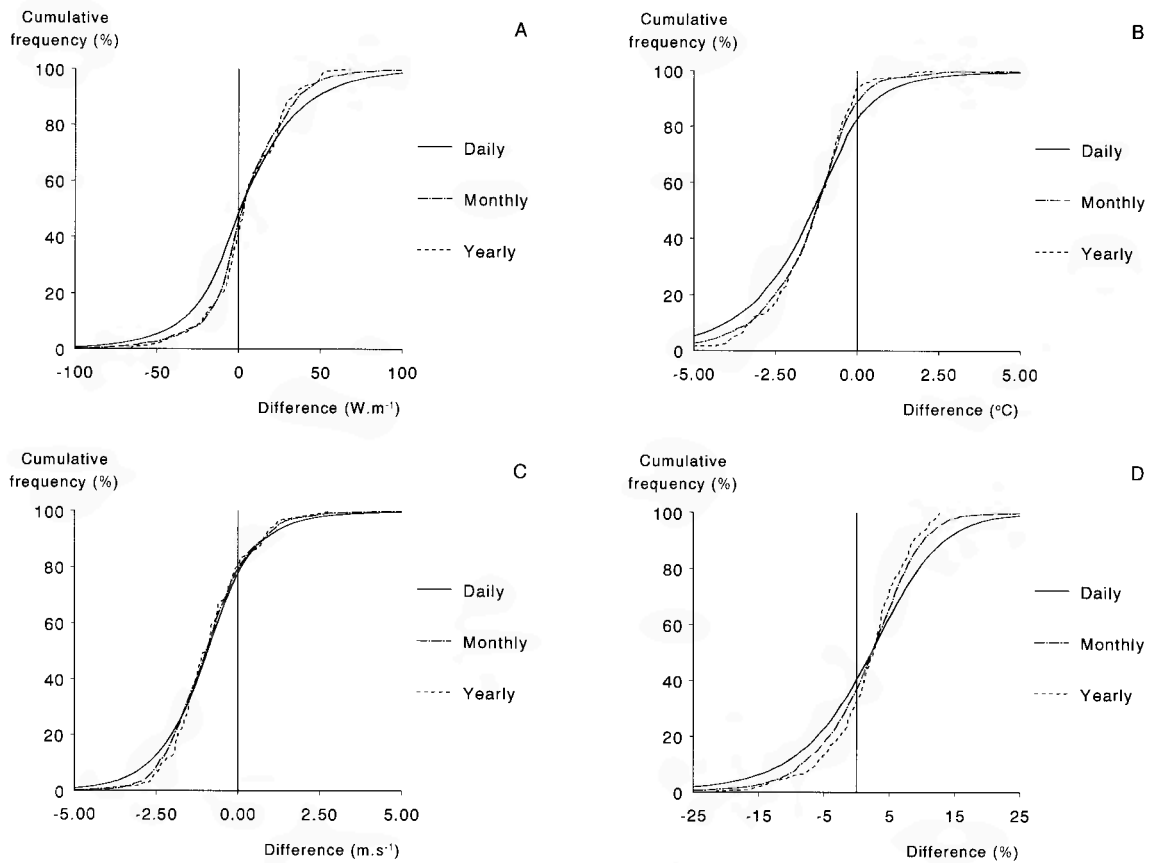 Cumulative
frequency (%)
A
100
80
60
40
20
0
-100 -50 0 50 100
Difference (W.m⁻¹)
Daily
Monthly
Yearly
Cumulative
frequency (%)
B
100
80
60
40
20
0
-5.00 -2.50 0.00 2.50 5.00
Difference (°C)
Daily
Monthly
Yearly
Cumulative
frequency (%)
C
100
80
60
40
20
0
-5.00 -2.50 0.00 2.50 5.00
Difference (m.s⁻¹)
Daily
Monthly
Yearly
Cumulative
frequency (%)
D
100
80
60
40
20
0
-25 -15 -5 5 15 25
Difference (%)
Daily
Monthly
Yearly